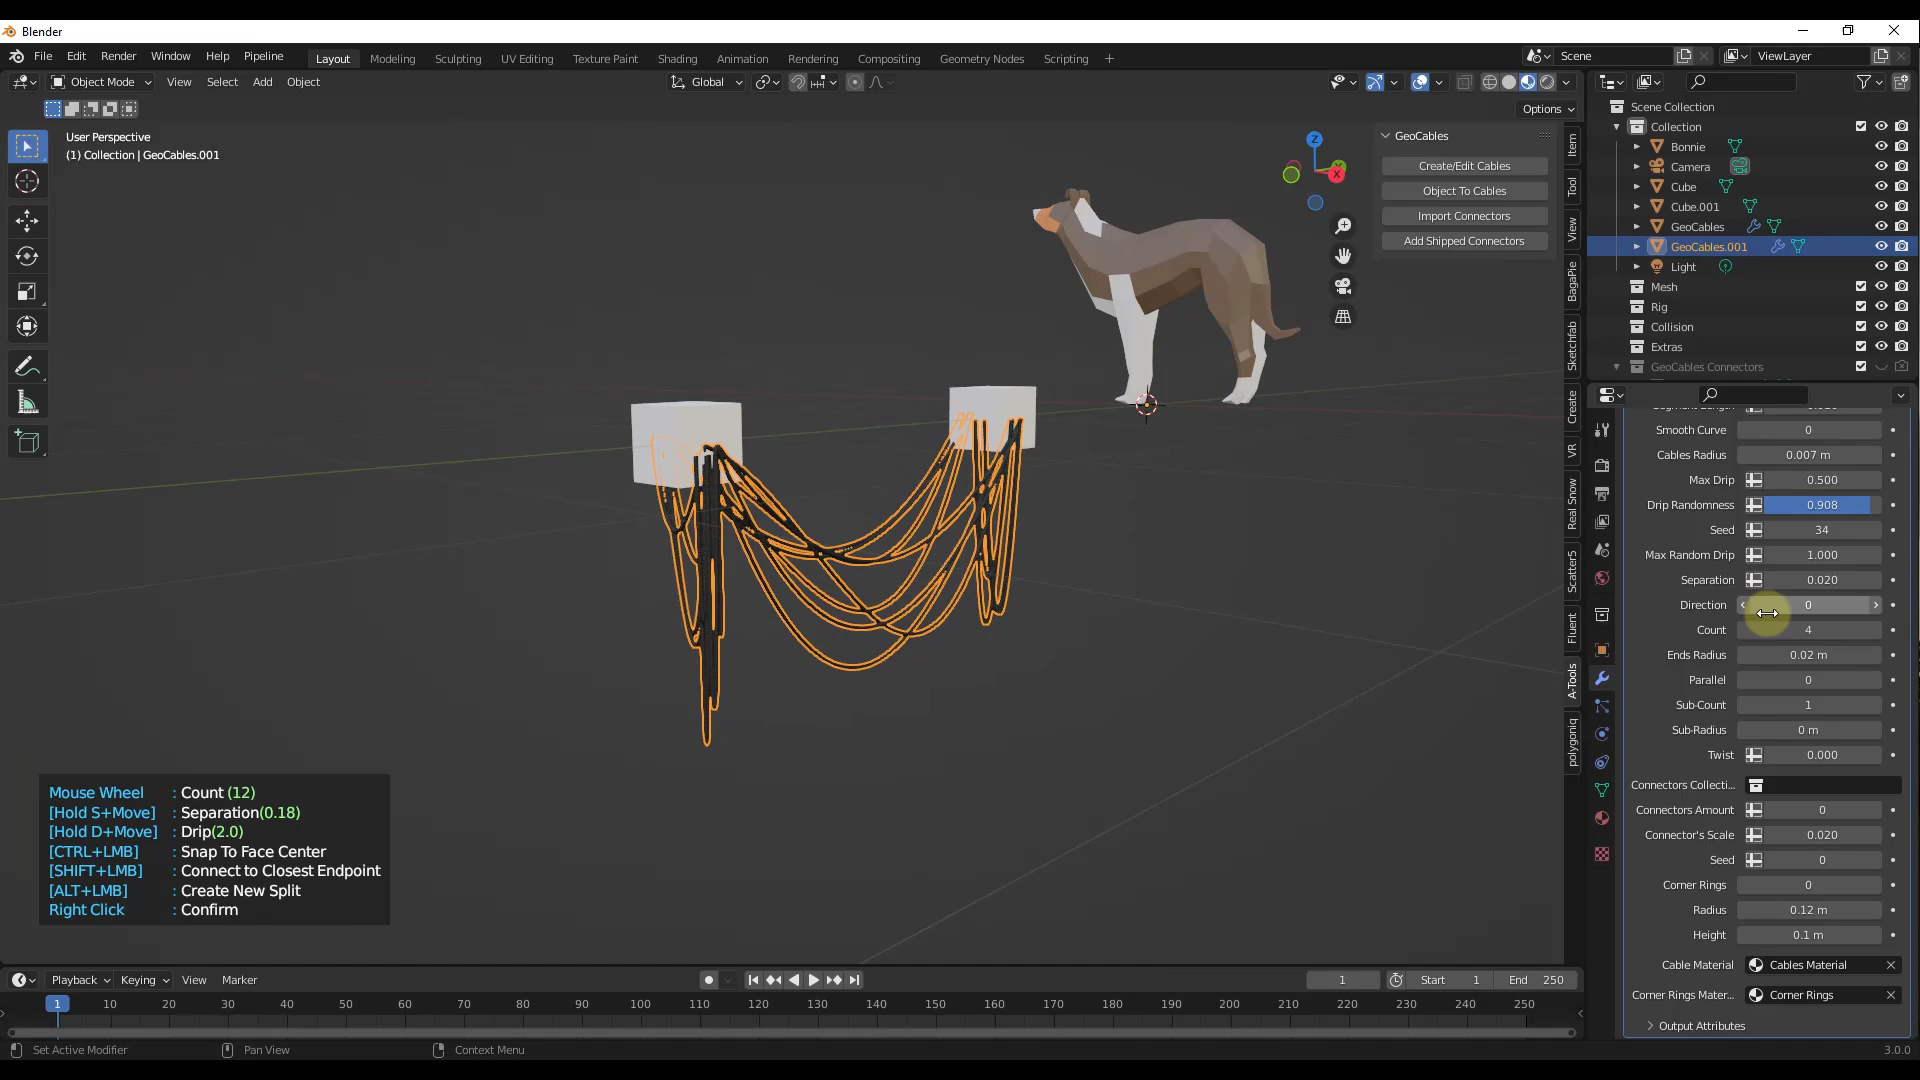 Blender
File Edit Render Window Help Pipeline
Layout Modeling Sculpting UV Editing Texture Paint Shading Animation Rendering Compositing Geometry Nodes Scripting +
Scene ViewLayer
Object Mode View Select Add Object Global
Options
User Perspective
(1) Collection | GeoCables.001
Z
X
GeoCables
Create/Edit Cables
Object To Cables
Import Connectors
Add Shipped Connectors
Item
Tool
View
BagaPie
Sketchfab
Create
VR
Real Snow
Scatter5
Fluent
A-Tools
polygoniq
Scene Collection
Collection
Bonnie
Camera
Cube
Cube.001
GeoCables
GeoCables.001
Light
Mesh
Rig
Collision
Extras
GeoCables Connectors
Smooth Curve 0
Cables Radius 0.007 m
Max Drip 0.500
Drip Randomness 0.908
Seed 34
Max Random Drip 1.000
Separation 0.020
Direction 0
Count 4
Ends Radius 0.02 m
Parallel 0
Sub-Count 1
Sub-Radius 0 m
Twist 0.000
Connectors Collecti...
Connectors Amount 0
Connector's Scale 0.020
Seed 0
Corner Rings 0
Radius 0.12 m
Height 0.1 m
Cable Material Cables Material
Corner Rings Mater... Corner Rings
Output Attributes
Mouse Wheel : Count (12)
[Hold S+Move] : Separation(0.18)
[Hold D+Move] : Drip(2.0)
[CTRL+LMB] : Snap To Face Center
[SHIFT+LMB] : Connect to Closest Endpoint
[ALT+LMB] : Create New Split
Right Click : Confirm
Playback Keying View Marker 1 Start 1 End 250
1 10 20 30 40 50 60 70 80 90 100 110 120 130 140 150 160 170 180 190 200 210 220 230 240 250
Set Active Modifier Pan View Context Menu 3.0.0